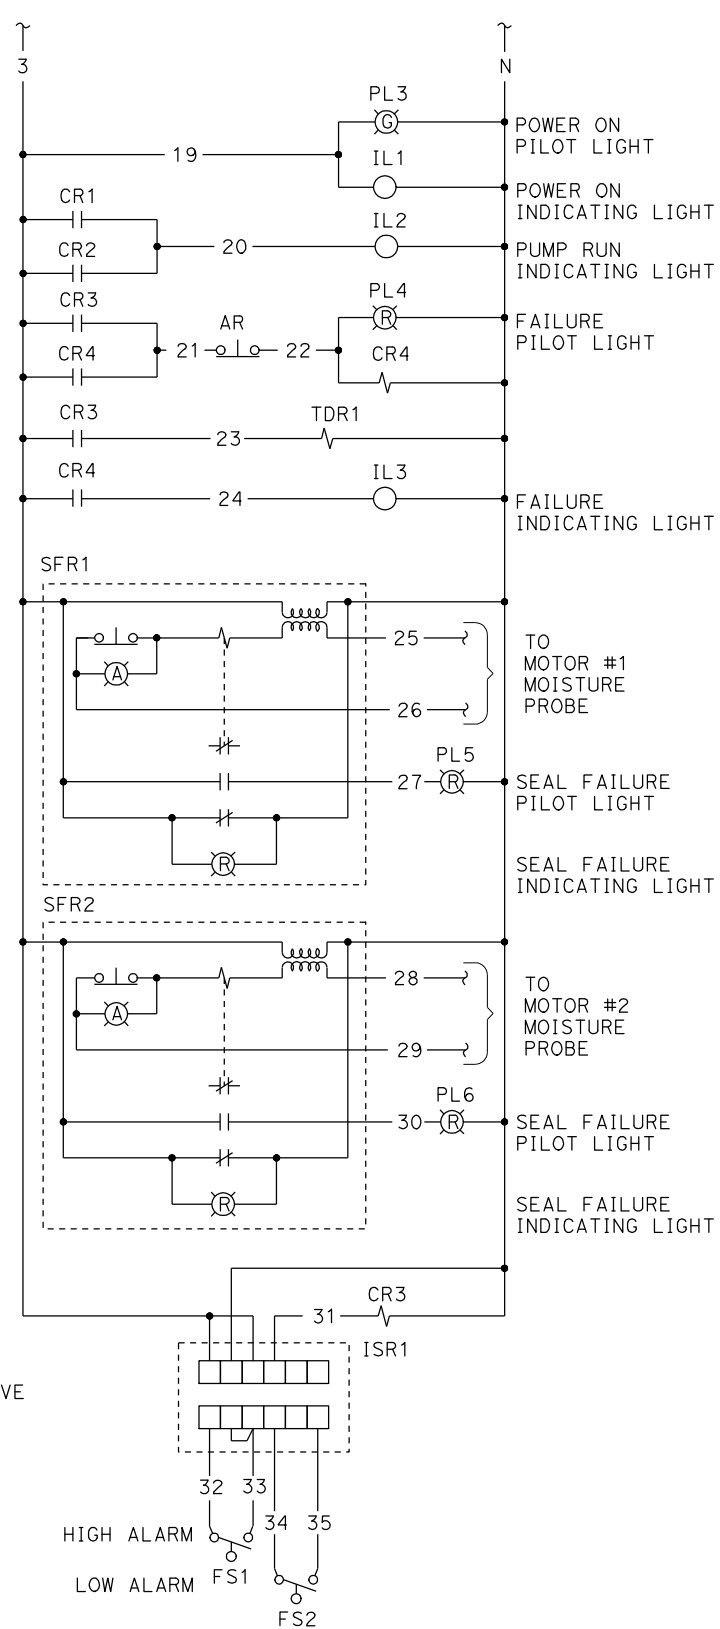 3
N
PL3
G
POWER ON
PILOT LIGHT
19
IL1
POWER ON
INDICATING LIGHT
CR1
IL2
20
CR2
PUMP RUN
INDICATING LIGHT
CR3
PL4
R
FAILURE
PILOT LIGHT
AR
21
22
CR4
CR4
CR3
TDR1
23
CR4
IL3
24
FAILURE
INDICATING LIGHT
SFR1
25
TO
MOTOR #1
MOISTURE
PROBE
A
26
PL5
27
R
SEAL FAILURE
PILOT LIGHT
R
SEAL FAILURE
INDICATING LIGHT
SFR2
28
TO
MOTOR #2
MOISTURE
PROBE
A
29
PL6
30
R
SEAL FAILURE
PILOT LIGHT
R
SEAL FAILURE
INDICATING LIGHT
CR3
31
ISR1
VE
32
33
34
35
HIGH ALARM
FS1
LOW ALARM
FS2